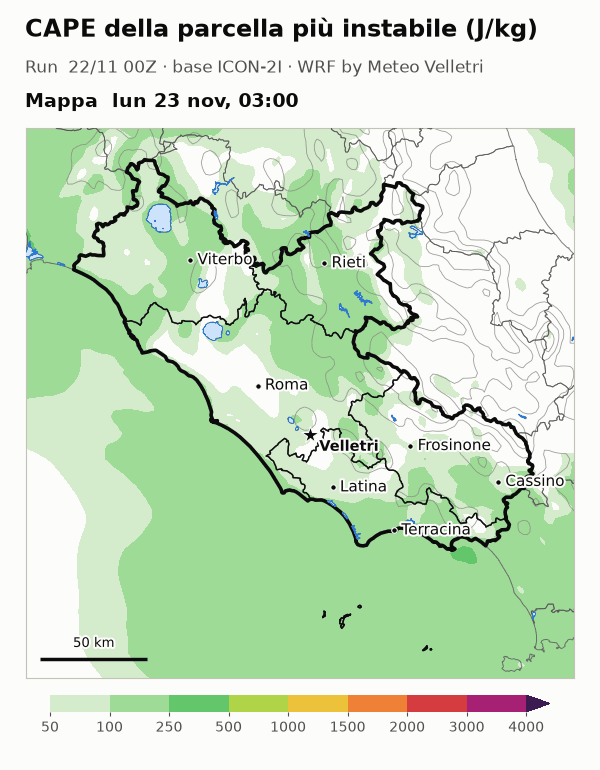 CAPE della parcella più instabile (J/kg)
Run 22/11 00Z · base ICON-2I · WRF by Meteo Velletri
Mappa lun 23 nov, 03:00
Viterbo
Rieti
Roma
Velletri
Frosinone
Cassino
Latina
Terracina
50 km
50 100 250 500 1000 1500 2000 3000 4000